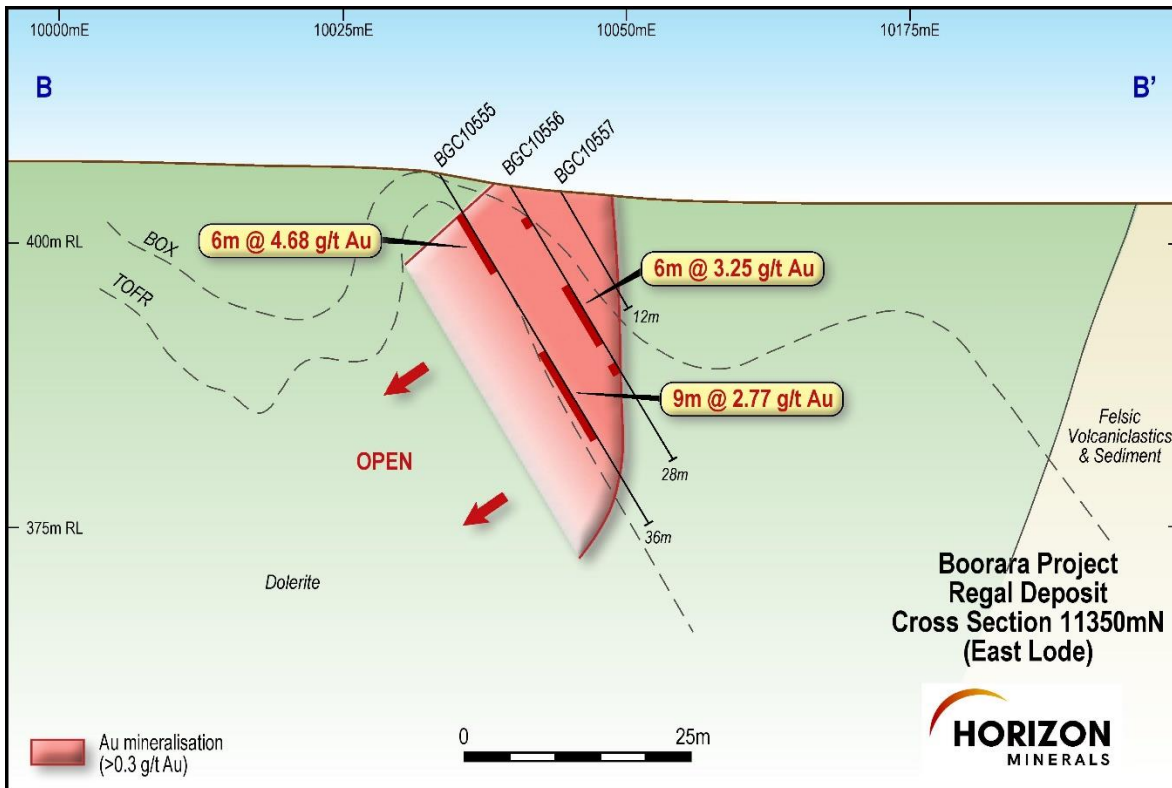 10000mE
10025mE
10050mE
10175mE
B
B’
BGC10555
BGC10556
BGC10557
400m RL
BOX
TOFR
6m @ 4.68 g/t Au
6m @ 3.25 g/t Au
12m
9m @ 2.77 g/t Au
Felsic
Volcaniclastics
& Sediment
OPEN
28m
375m RL
36m
Dolerite
Boorara Project
Regal Deposit
Cross Section 11350mN
(East Lode)
Au mineralisation
(>0.3 g/t Au)
0
25m
HORIZON
MINERALS